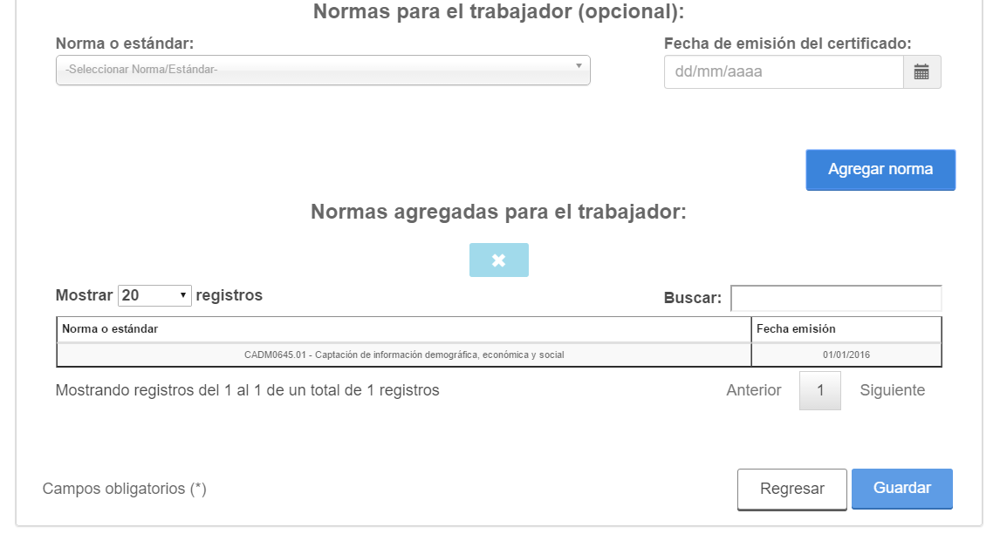 Normas para el trabajador (opcional):
Norma o estándar:
Fecha de emisión del certificado:
-Seleccionar Norma/Estándar-
dd/mm/aaaa
Agregar norma
Normas agregadas para el trabajador:
Mostrar 20 registros
Buscar:
Norma o estándar
Fecha emisión
CADM0645.01 - Captación de información demográfica, económica y social
01/01/2016
Mostrando registros del 1 al 1 de un total de 1 registros
Anterior 1 Siguiente
Campos obligatorios (*)
Regresar
Guardar